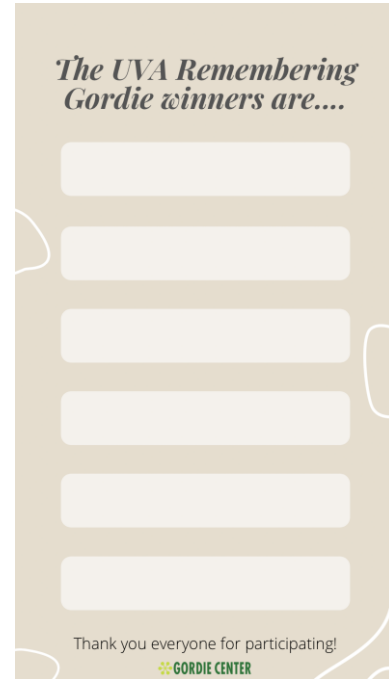 The UVA Remembering
Gordie winners are....
Thank you everyone for participating!
GORDIE CENTER